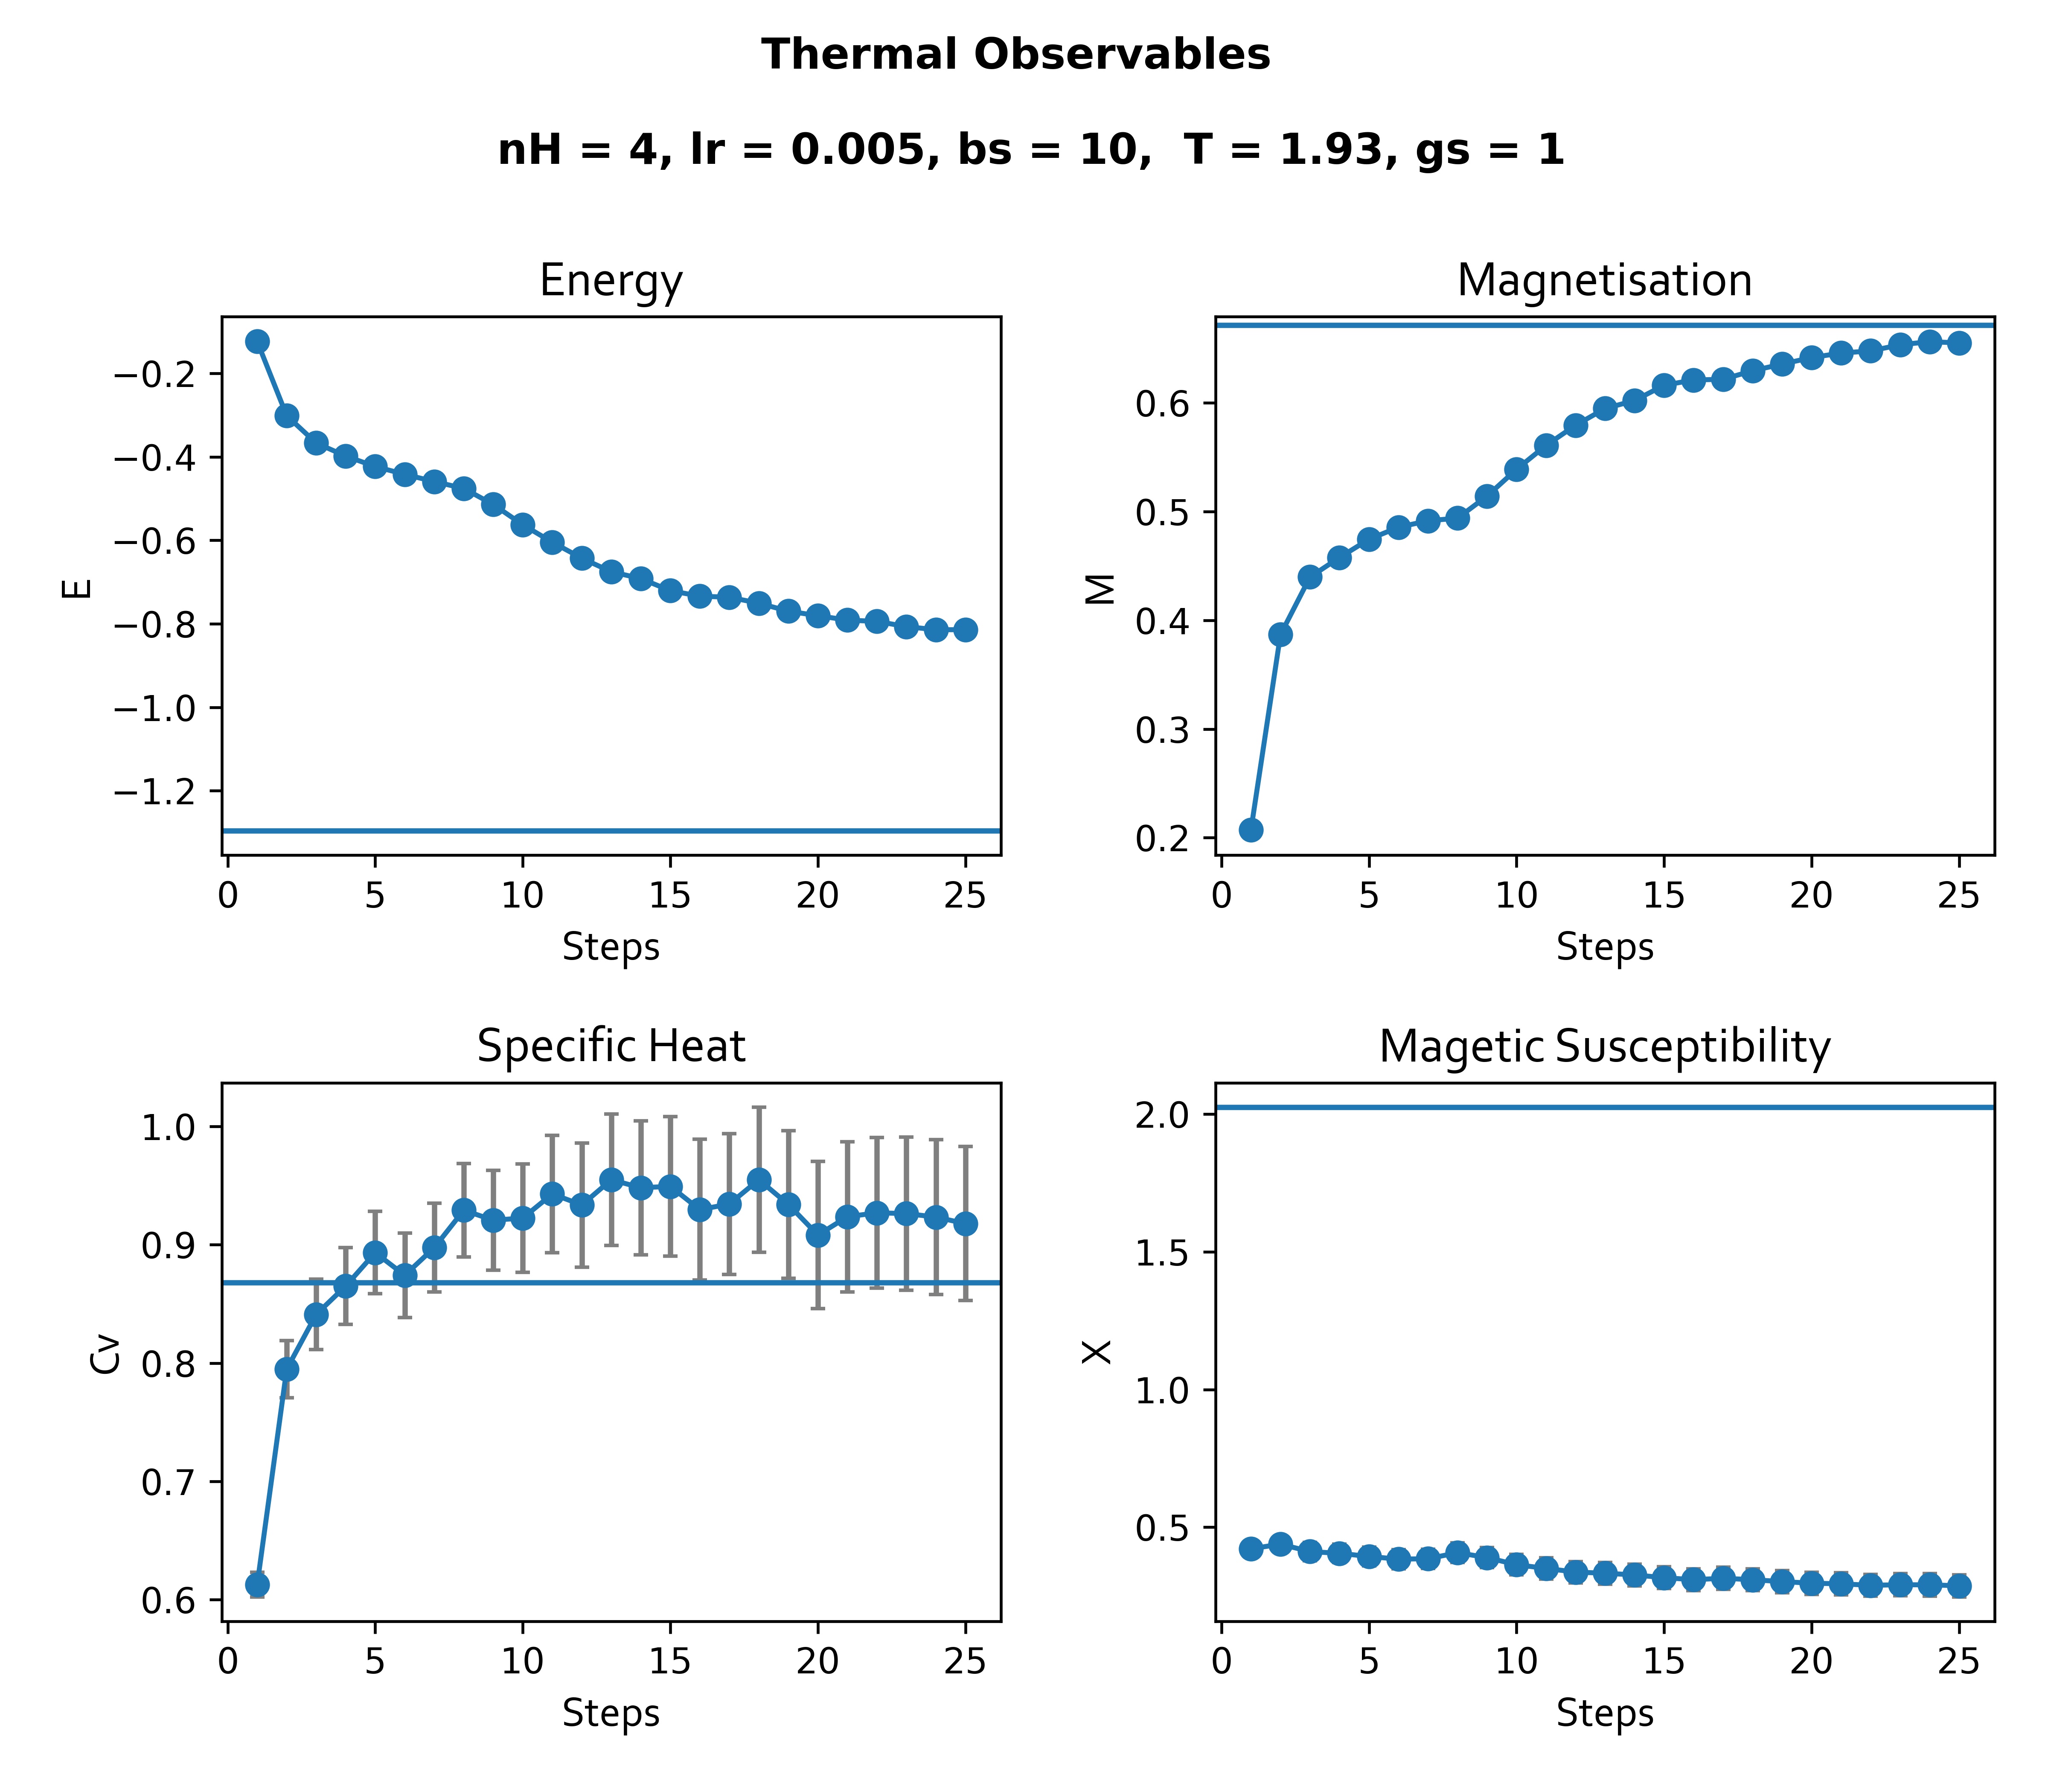 Thermal Observables
nH = 4, lr = 0.005, bs = 10,  T = 1.93, gs = 1
Energy
E
−0.2
−0.4
−0.6
−0.8
−1.0
−1.2
0 5 10 15 20 25
Steps
Magnetisation
M
0.6
0.5
0.4
0.3
0.2
0 5 10 15 20 25
Steps
Specific Heat
Cv
1.0
0.9
0.8
0.7
0.6
0 5 10 15 20 25
Steps
Magetic Susceptibility
X
2.0
1.5
1.0
0.5
0 5 10 15 20 25
Steps